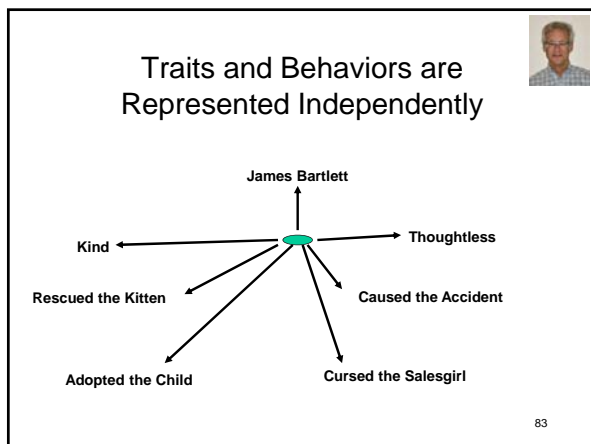 Traits and Behaviors are
Represented Independently
James Bartlett
Kind
Thoughtless
Rescued the Kitten
Caused the Accident
Adopted the Child
Cursed the Salesgirl
83